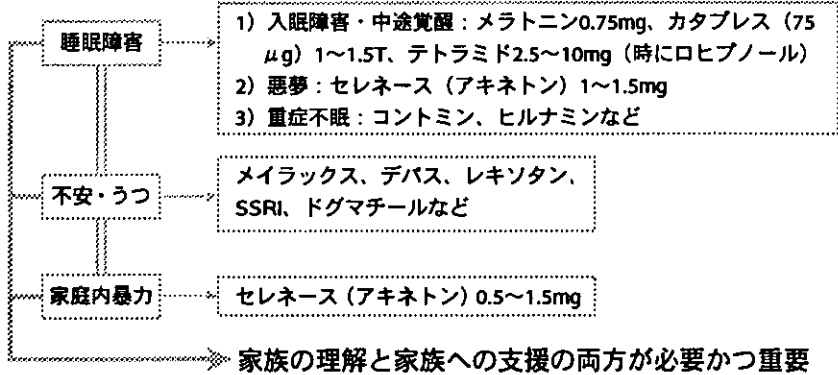 睡眠障害
1）入眠障害・中途覚醒：メラトニン0.75mg、カタプレス（75
μg）1〜1.5T、テトラミド2.5〜10mg（時にロヒプノール）
2）悪夢：セレネース（アキネトン）1〜1.5mg
3）重症不眠：コントミン、ヒルナミンなど
不安・うつ
メイラックス、デパス、レキソタン、
SSRI、ドグマチールなど
家庭内暴力
セレネース（アキネトン）0.5〜1.5mg
家族の理解と家族への支援の両方が必要かつ重要